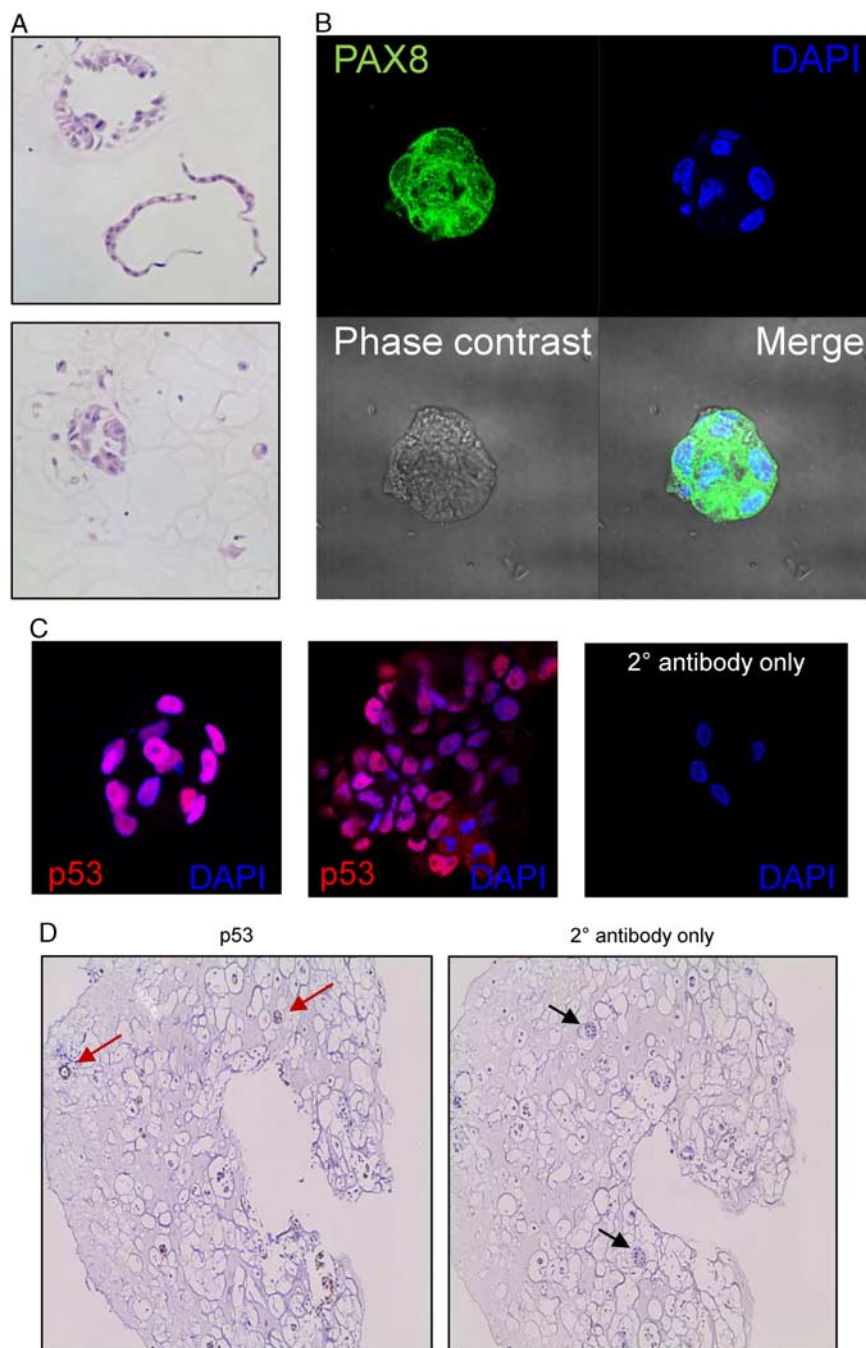 A
B
PAX8
DAPI
Phase contrast
Merge
C
p53
DAPI
p53
DAPI
2° antibody only
DAPI
D
p53
2° antibody only